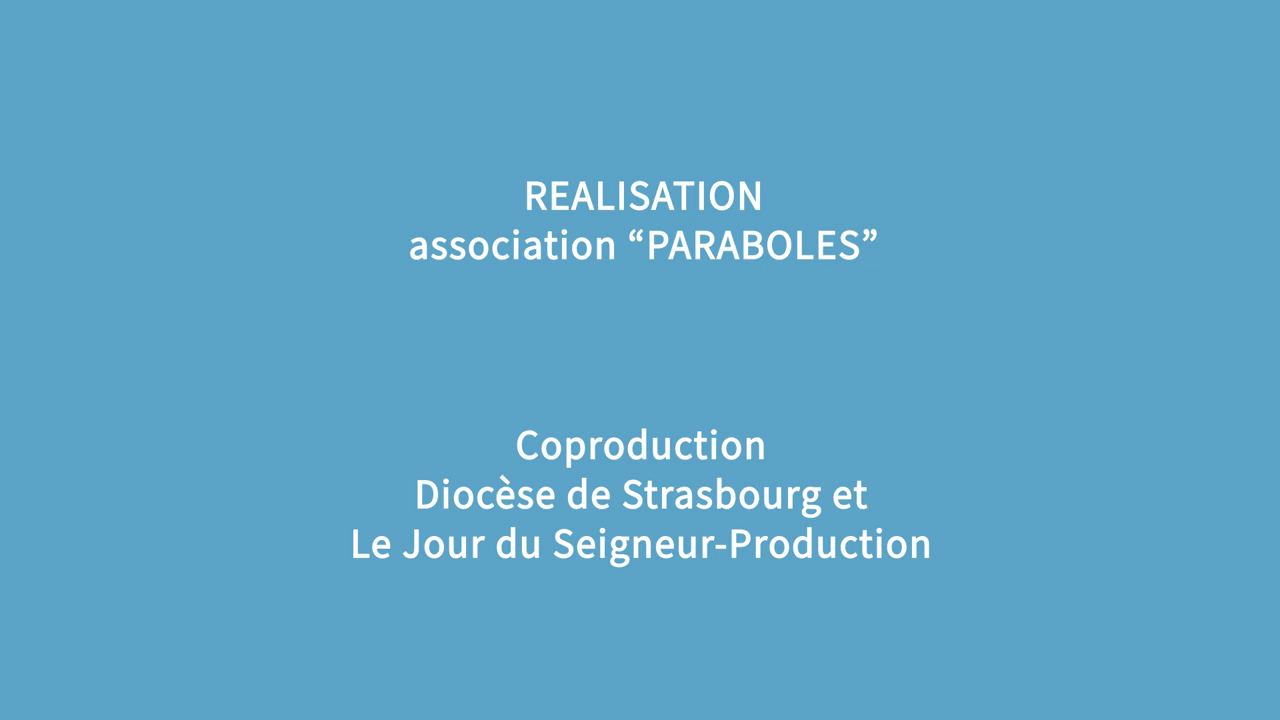 REALISATION
association “PARABOLES”
Coproduction
Diocèse de Strasbourg et
Le Jour du Seigneur-Production